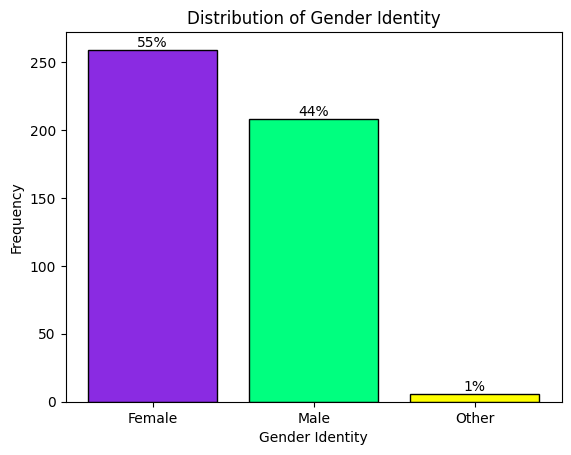 Distribution of Gender Identity
55%
44%
1%
250
200
150
100
50
0
Frequency
Female Male Other
Gender Identity